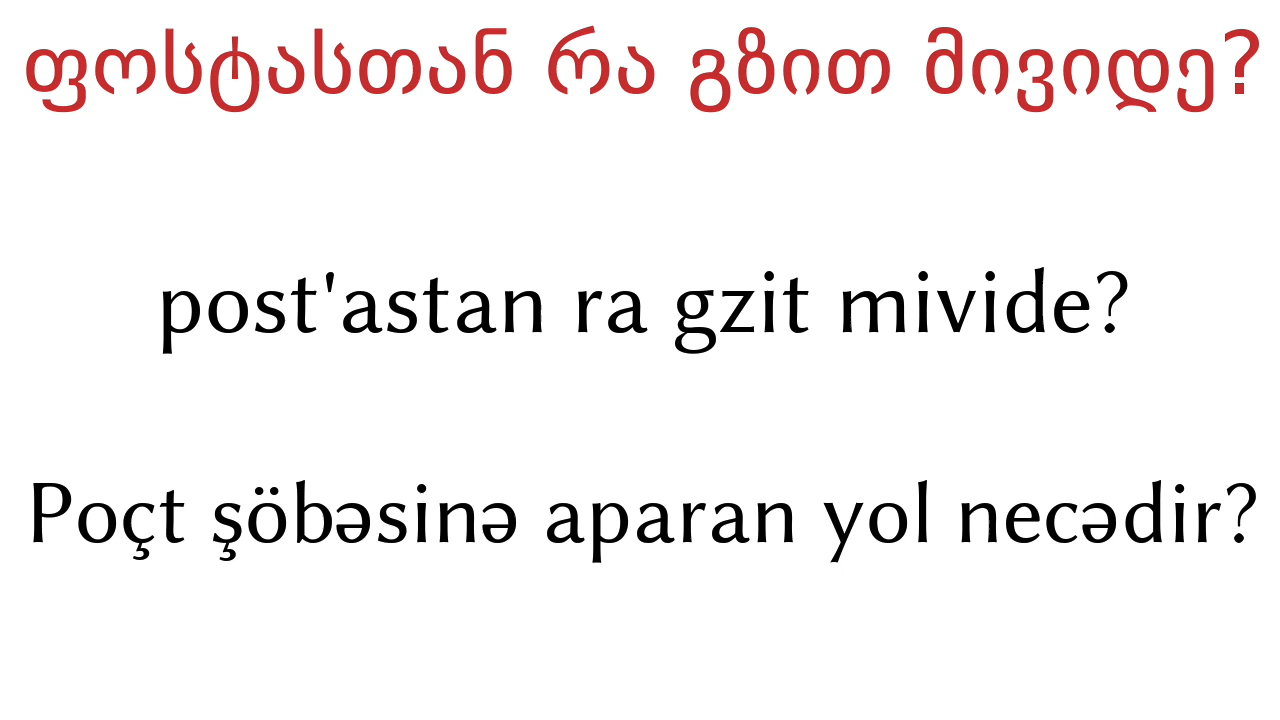 ფოსტასთან რა გზით მივიდე?
post'astan ra gzit mivide?
Poçt şöbəsinə aparan yol necədir?